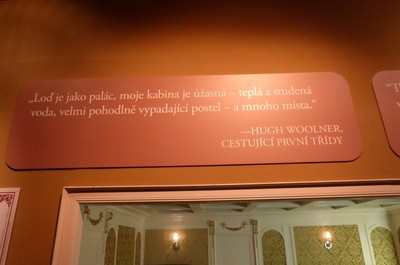 „Loď je jako palác, moje kabina je úžasná – teplá a studená
voda, velmi pohodlně vypadající postel – a mnoho místa.“
—HUGH WOOLNER,
CESTUJÍCÍ PRVNÍ TŘÍDY